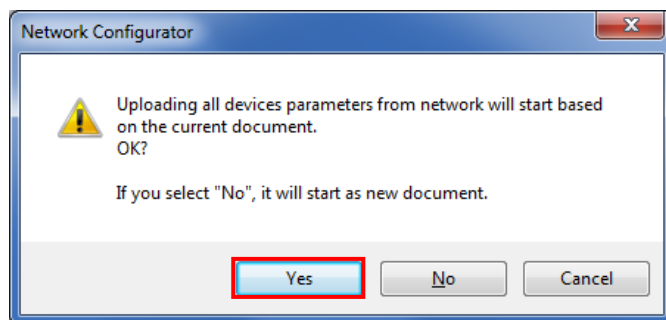 Network Configurator
Uploading all devices parameters from network will start based
on the current document.
OK?
If you select "No", it will start as new document.
Yes
No
Cancel